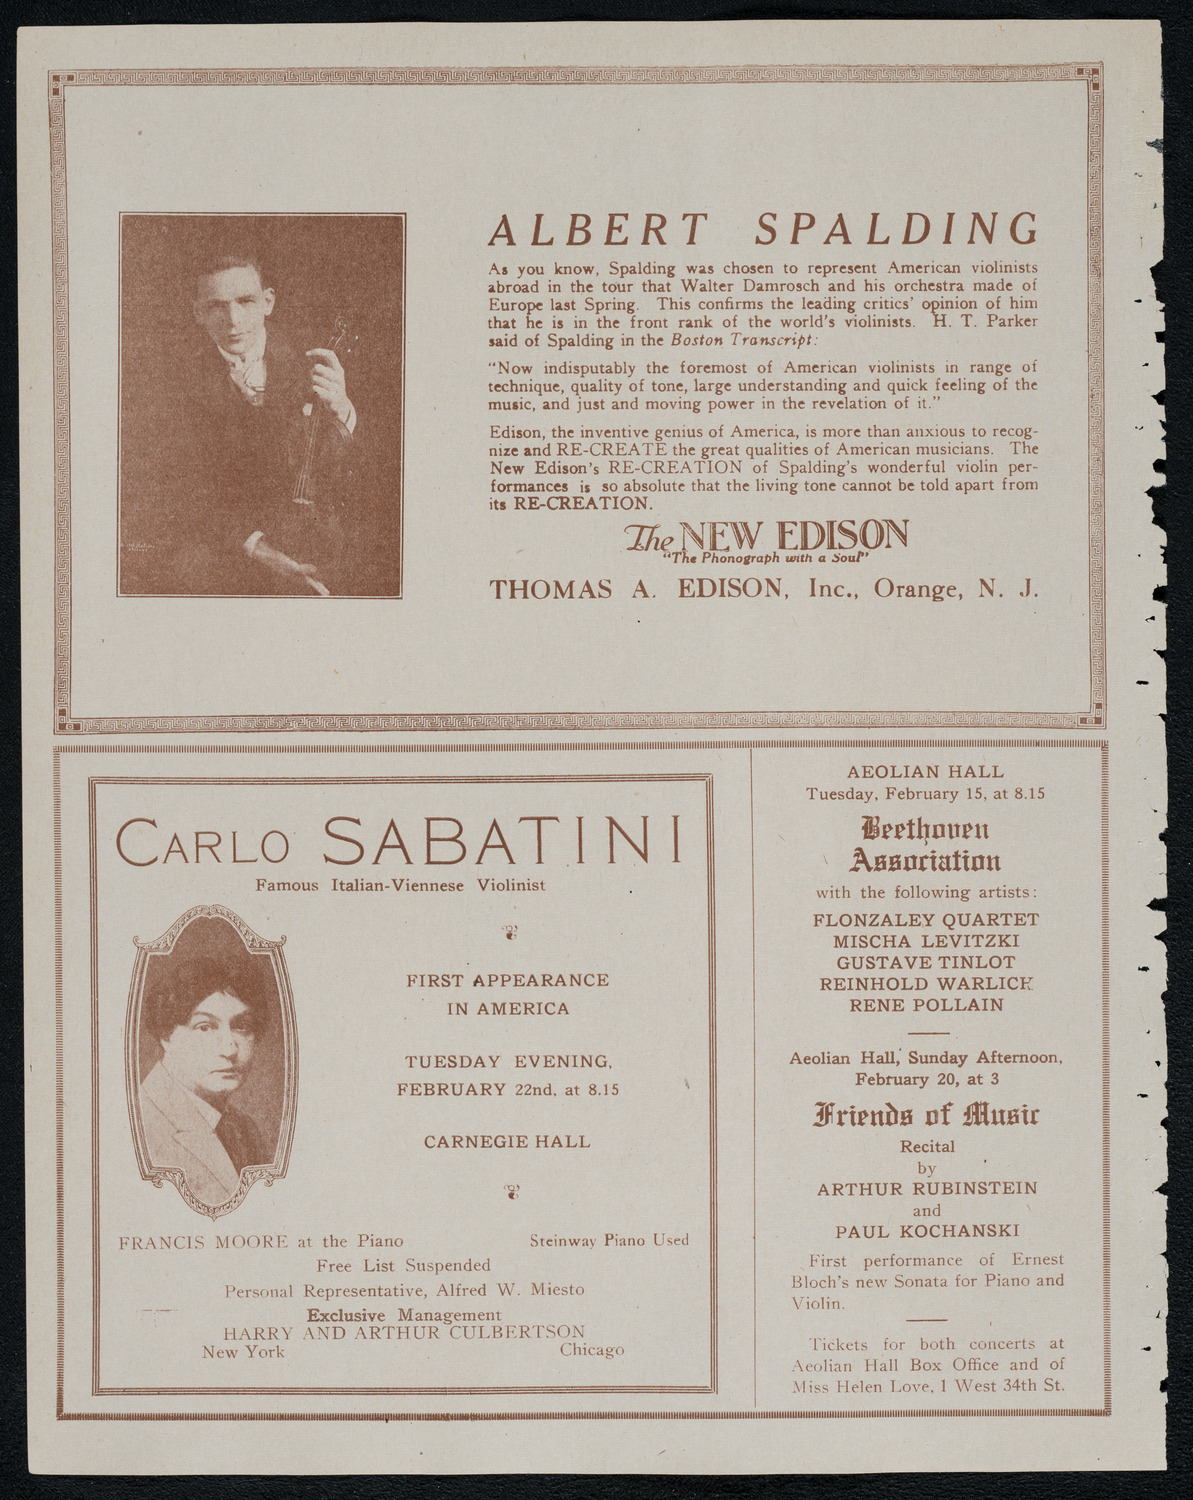 ALBERT SPALDING
As you know, Spalding was chosen to represent American violinists
abroad in the tour that Walter Damrosch and his orchestra made of
Europe last Spring. This confirms the leading critics' opinion of him
that he is in the front rank of the world's violinists. H. T. Parker
said of Spalding in the Boston Transcript:
"Now indisputably the foremost of American violinists in range of
technique, quality of tone, large understanding and quick feeling of the
music, and just and moving power in the revelation of it."
Edison, the inventive genius of America, is more than anxious to recog-
nize and RE-CREATE the great qualities of American musicians. The
New Edison's RE-CREATION of Spalding's wonderful violin per-
formances is so absolute that the living tone cannot be told apart from
its RE-CREATION.
The NEW EDISON
"The Phonograph with a Soul"
THOMAS A. EDISON, Inc., Orange, N. J.
CARLO SABATINI
Famous Italian-Viennese Violinist
FIRST APPEARANCE
IN AMERICA
TUESDAY EVENING,
FEBRUARY 22nd, at 8.15
CARNEGIE HALL
FRANCIS MOORE at the Piano Steinway Piano Used
Free List Suspended
Personal Representative, Alfred W. Miesto
Exclusive Management
HARRY AND ARTHUR CULBERTSON
New York Chicago
AEOLIAN HALL
Tuesday, February 15, at 8.15
Beethoven
Association
with the following artists:
FLONZALEY QUARTET
MISCHA LEVITZKI
GUSTAVE TINLOT
REINHOLD WARLICK
RENE POLLAIN
Aeolian Hall, Sunday Afternoon,
February 20, at 3
Friends of Music
Recital
by
ARTHUR RUBINSTEIN
and
PAUL KOCHANSKI
First performance of Ernest
Bloch's new Sonata for Piano and
Violin.
Tickets for both concerts at
Aeolian Hall Box Office and of
Miss Helen Love, 1 West 34th St.